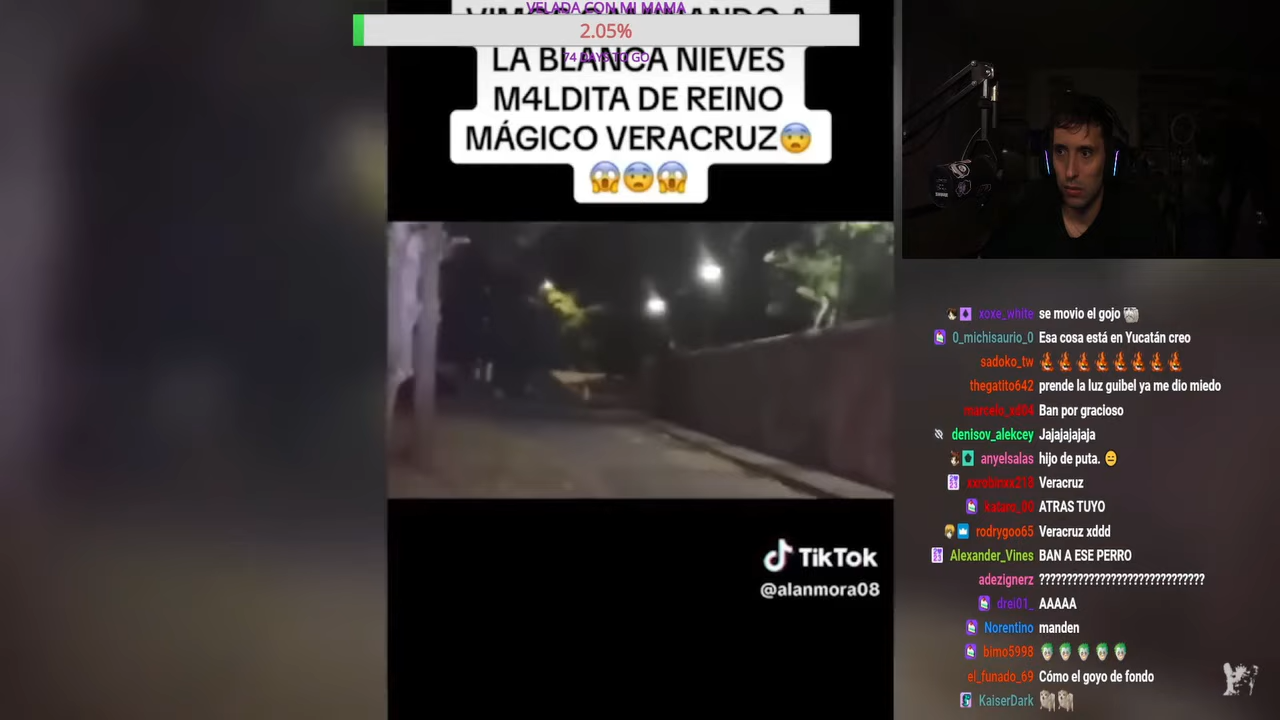 VELADA CON MI MAMA
2.05%
74 DAYS TO GO
LA BLANCA NIEVES
M4LDITA DE REINO
MÁGICO VERACRUZ😨
😱😨😱
TikTok
@alanmora08
xoxe_white se movio el gojo
0_michisaurio_0 Esa cosa está en Yucatán creo
sadoko_tw
thegatito642 prende la luz guibel ya me dio miedo
marcelo_xd04 Ban por gracioso
denisov_alekcey Jajajajajaja
anyelsalas hijo de puta. 😑
xxrobinxx218 Veracruz
kataro_00 ATRAS TUYO
rodrygoo65 Veracruz xddd
Alexander_Vines BAN A ESE PERRO
adezignerz ????????????????????????????
drei01_ AAAAA
Norentino manden
bimo5998
el_funado_69 Cómo el goyo de fondo
KaiserDark